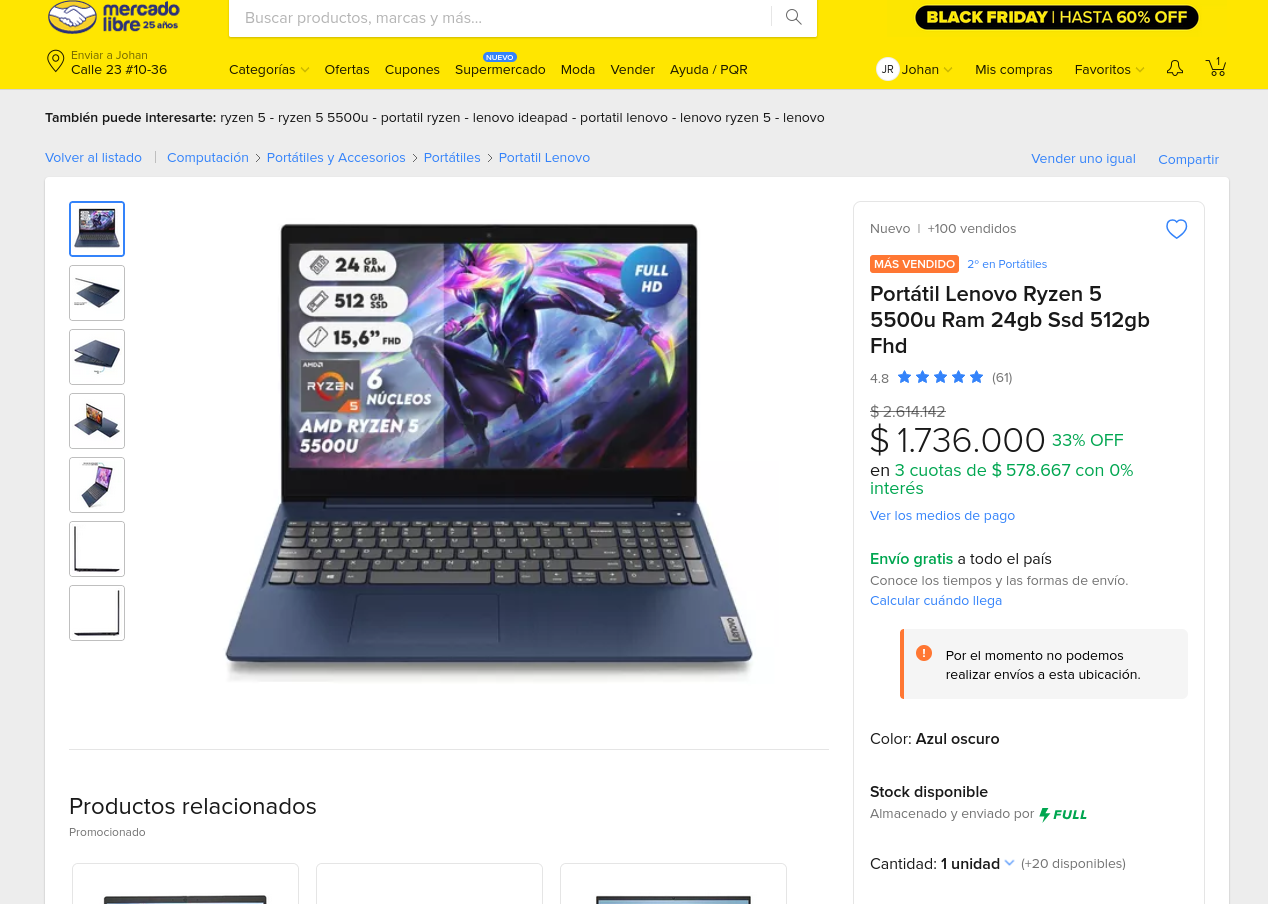 mercado
libre 25 años
Buscar productos, marcas y más...
BLACK FRIDAY | HASTA 60% OFF
Enviar a Johan
Calle 23 #10-36
Categorías Ofertas Cupones Supermercado Moda Vender Ayuda / PQR
NUEVO
JR Johan Mis compras Favoritos 1
También puede interesarte: ryzen 5 - ryzen 5 5500u - portatil ryzen - lenovo ideapad - portatil lenovo - lenovo ryzen 5 - lenovo
Volver al listado | Computación > Portátiles y Accesorios > Portátiles > Portatil Lenovo
Vender uno igual Compartir
24 GB RAM
512 GB SSD
15,6” FHD
FULL
HD
AMD
RYZEN
5
6
NÚCLEOS
AMD RYZEN 5
5500U
Lenovo
Nuevo | +100 vendidos
MÁS VENDIDO 2º en Portátiles
Portátil Lenovo Ryzen 5
5500u Ram 24gb Ssd 512gb
Fhd
4.8 (61)
$ 2.614.142
$ 1.736.000 33% OFF
en 3 cuotas de $ 578.667 con 0%
interés
Ver los medios de pago
Envío gratis a todo el país
Conoce los tiempos y las formas de envío.
Calcular cuándo llega
Por el momento no podemos
realizar envíos a esta ubicación.
Color: Azul oscuro
Stock disponible
Almacenado y enviado por FULL
Cantidad: 1 unidad (+20 disponibles)
Productos relacionados
Promocionado